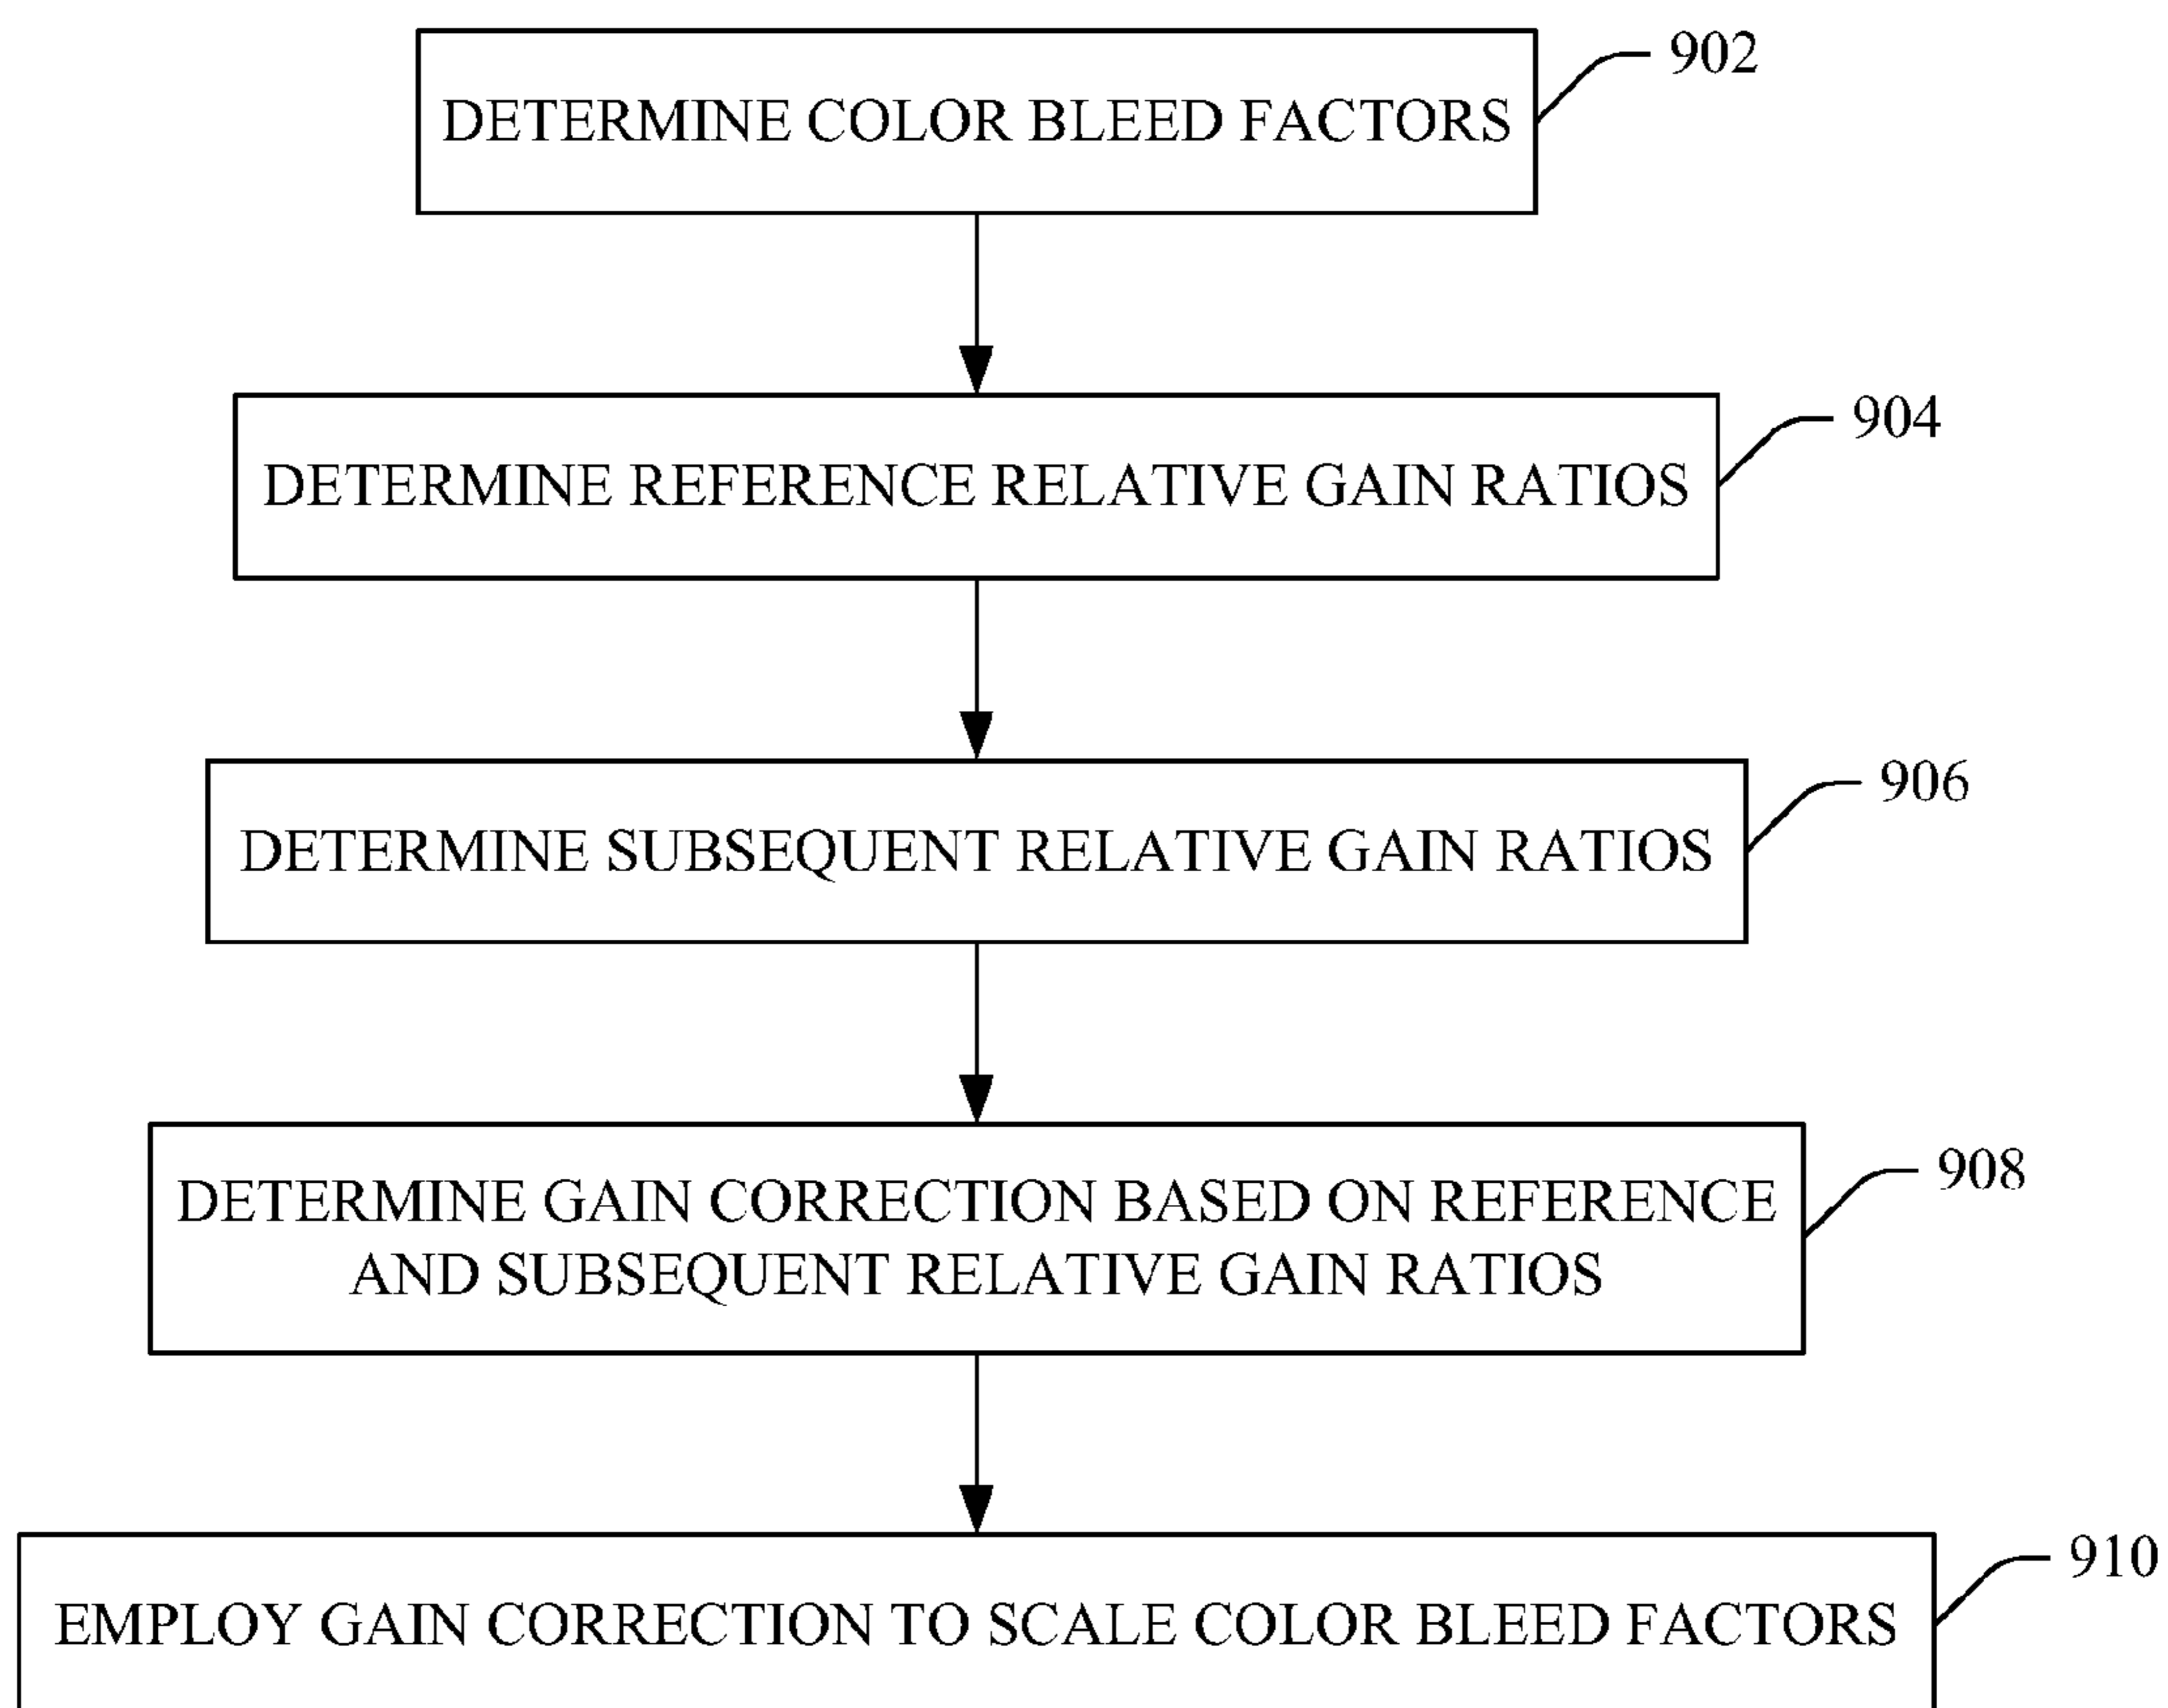 902
DETERMINE COLOR BLEED FACTORS
904
DETERMINE REFERENCE RELATIVE GAIN RATIOS
906
DETERMINE SUBSEQUENT RELATIVE GAIN RATIOS
908
DETERMINE GAIN CORRECTION BASED ON REFERENCE
AND SUBSEQUENT RELATIVE GAIN RATIOS
910
EMPLOY GAIN CORRECTION TO SCALE COLOR BLEED FACTORS